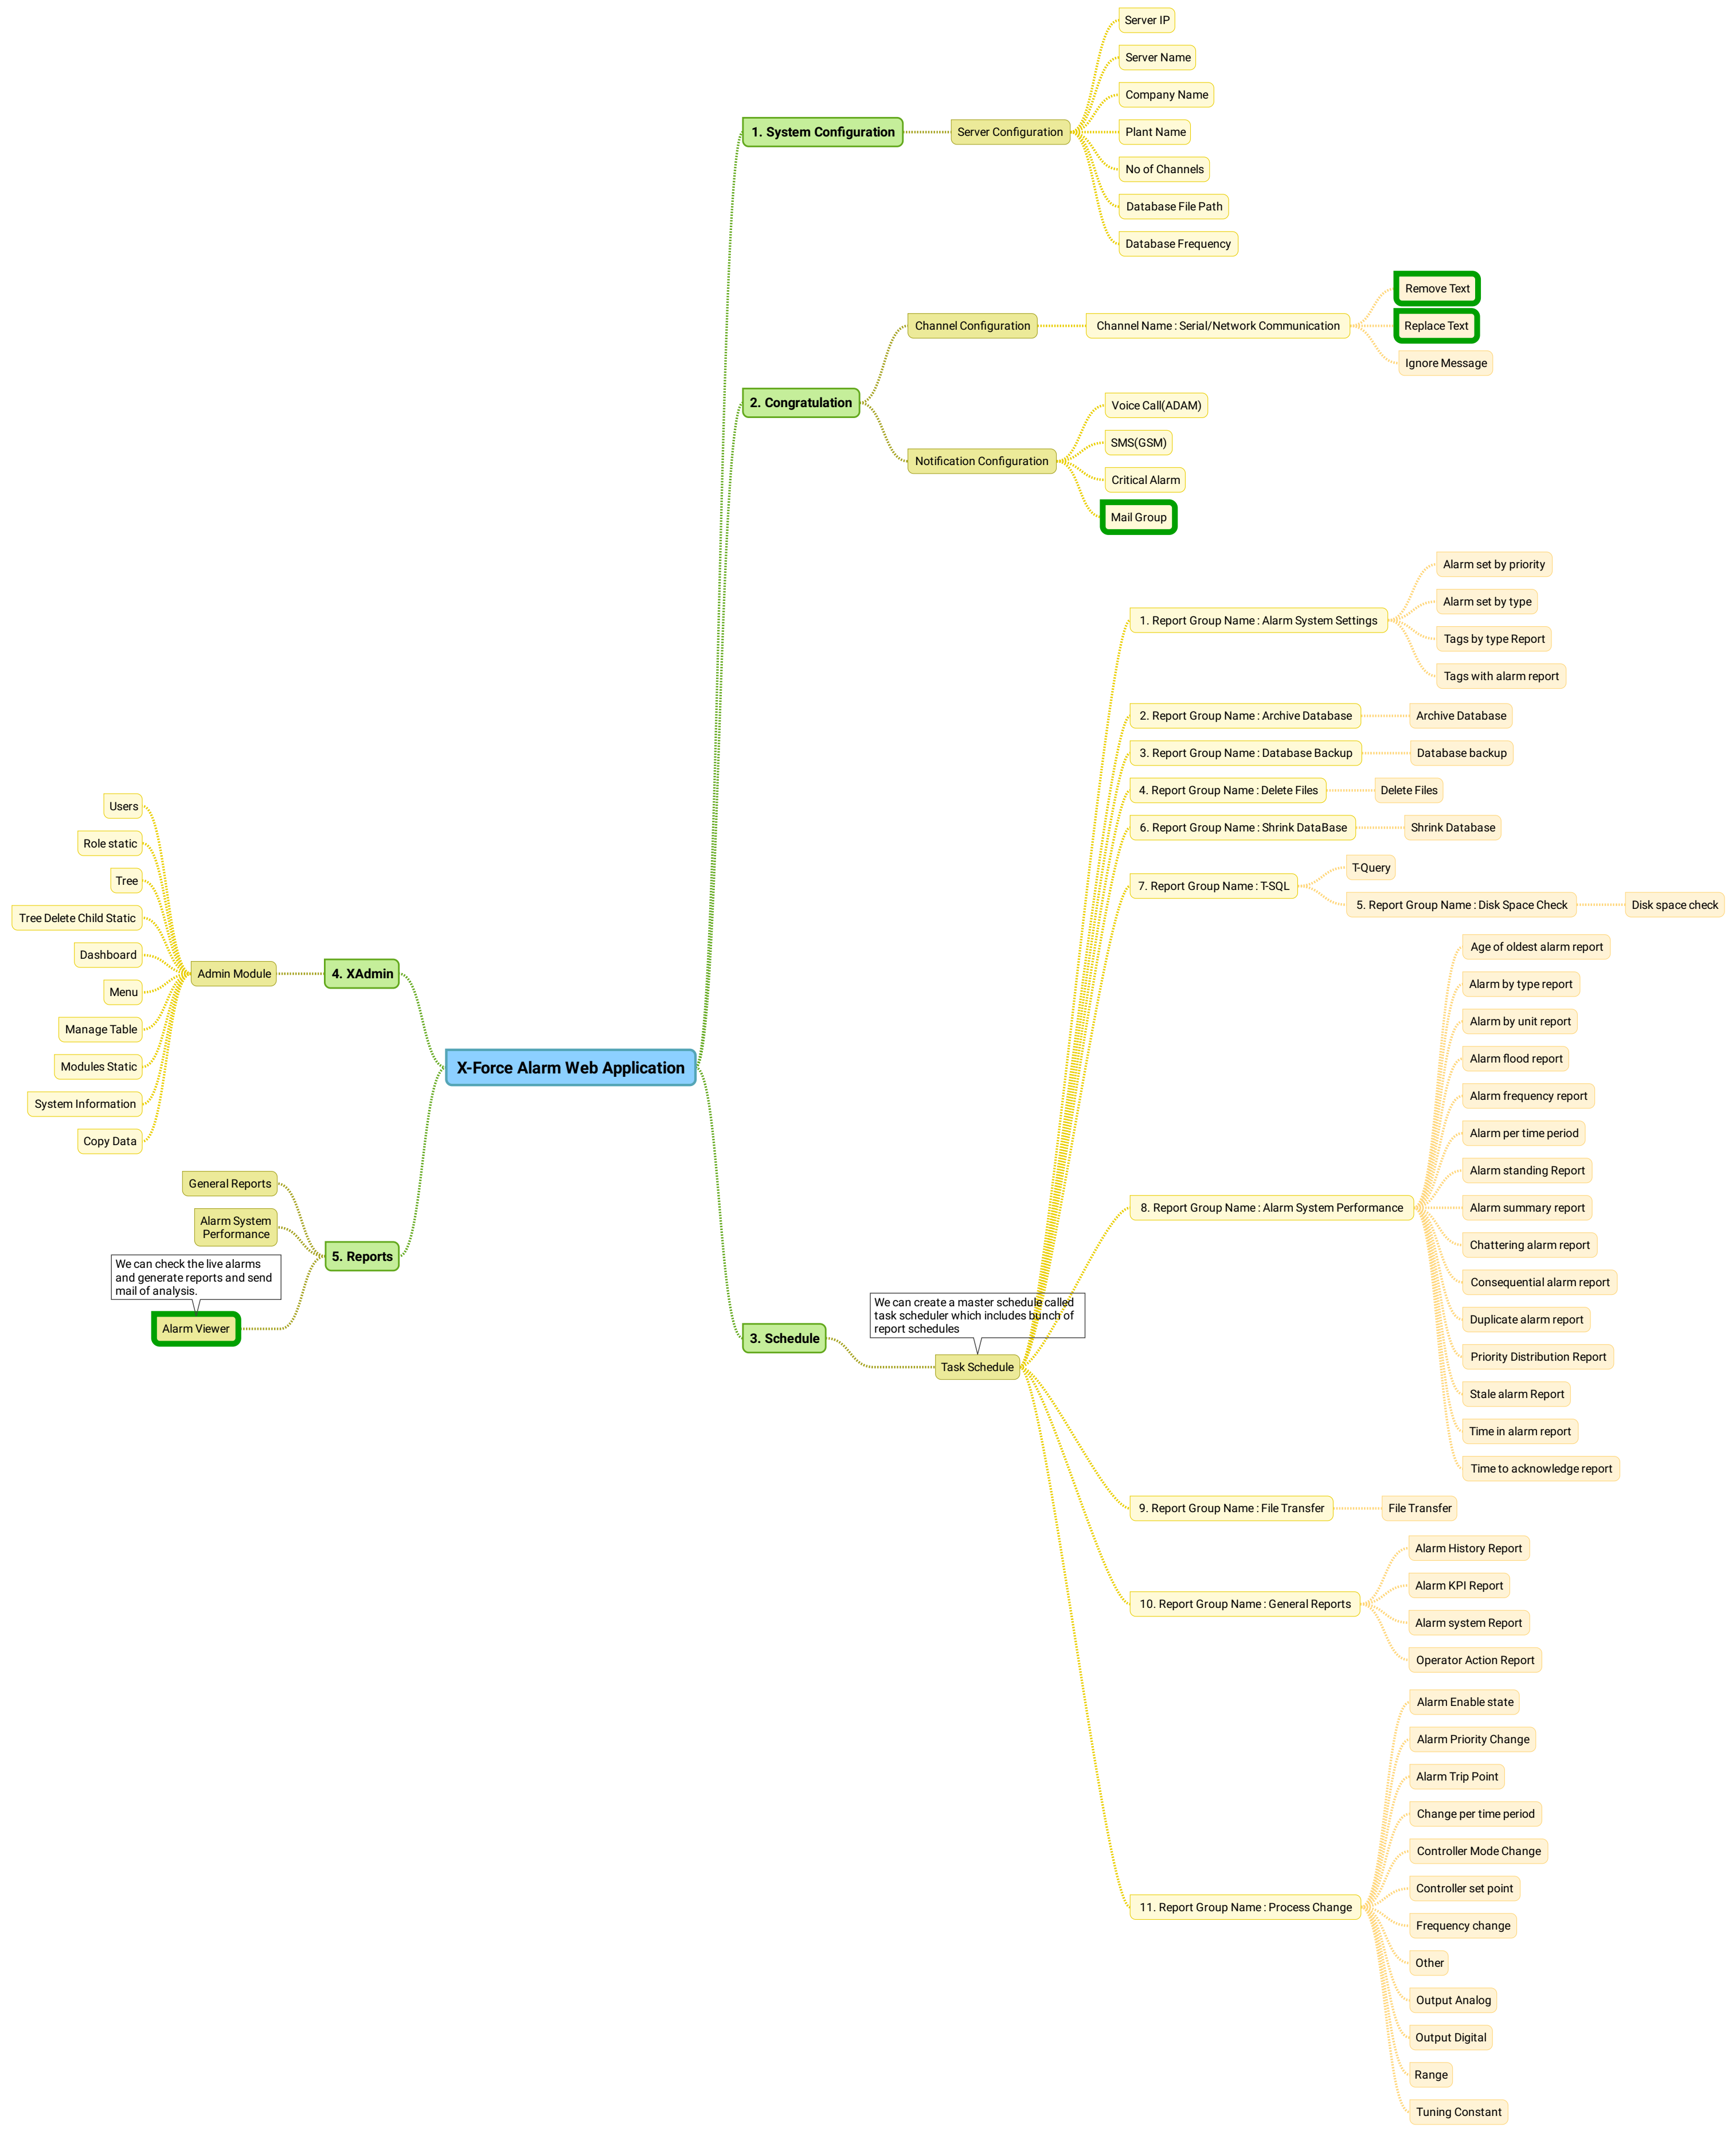 X-Force Alarm Web Application
1. System Configuration
Server Configuration
Server IP
Server Name
Company Name
Plant Name
No of Channels
Database File Path
Database Frequency
2. Congratulation
Channel Configuration
Channel Name : Serial/Network Communication
Remove Text
Replace Text
Ignore Message
Notification Configuration
Voice Call(ADAM)
SMS(GSM)
Critical Alarm
Mail Group
3. Schedule
We can create a master schedule called
task scheduler which includes bunch of
report schedules
Task Schedule
1. Report Group Name : Alarm System Settings
Alarm set by priority
Alarm set by type
Tags by type Report
Tags with alarm report
2. Report Group Name : Archive Database
Archive Database
3. Report Group Name : Database Backup
Database backup
4. Report Group Name : Delete Files
Delete Files
6. Report Group Name : Shrink DataBase
Shrink Database
7. Report Group Name : T-SQL
T-Query
5. Report Group Name : Disk Space Check
Disk space check
8. Report Group Name : Alarm System Performance
Age of oldest alarm report
Alarm by type report
Alarm by unit report
Alarm flood report
Alarm frequency report
Alarm per time period
Alarm standing Report
Alarm summary report
Chattering alarm report
Consequential alarm report
Duplicate alarm report
Priority Distribution Report
Stale alarm Report
Time in alarm report
Time to acknowledge report
9. Report Group Name : File Transfer
File Transfer
10. Report Group Name : General Reports
Alarm History Report
Alarm KPI Report
Alarm system Report
Operator Action Report
11. Report Group Name : Process Change
Alarm Enable state
Alarm Priority Change
Alarm Trip Point
Change per time period
Controller Mode Change
Controller set point
Frequency change
Other
Output Analog
Output Digital
Range
Tuning Constant
4. XAdmin
Admin Module
Users
Role static
Tree
Tree Delete Child Static
Dashboard
Menu
Manage Table
Modules Static
System Information
Copy Data
5. Reports
General Reports
Alarm System
Performance
We can check the live alarms
and generate reports and send
mail of analysis.
Alarm Viewer